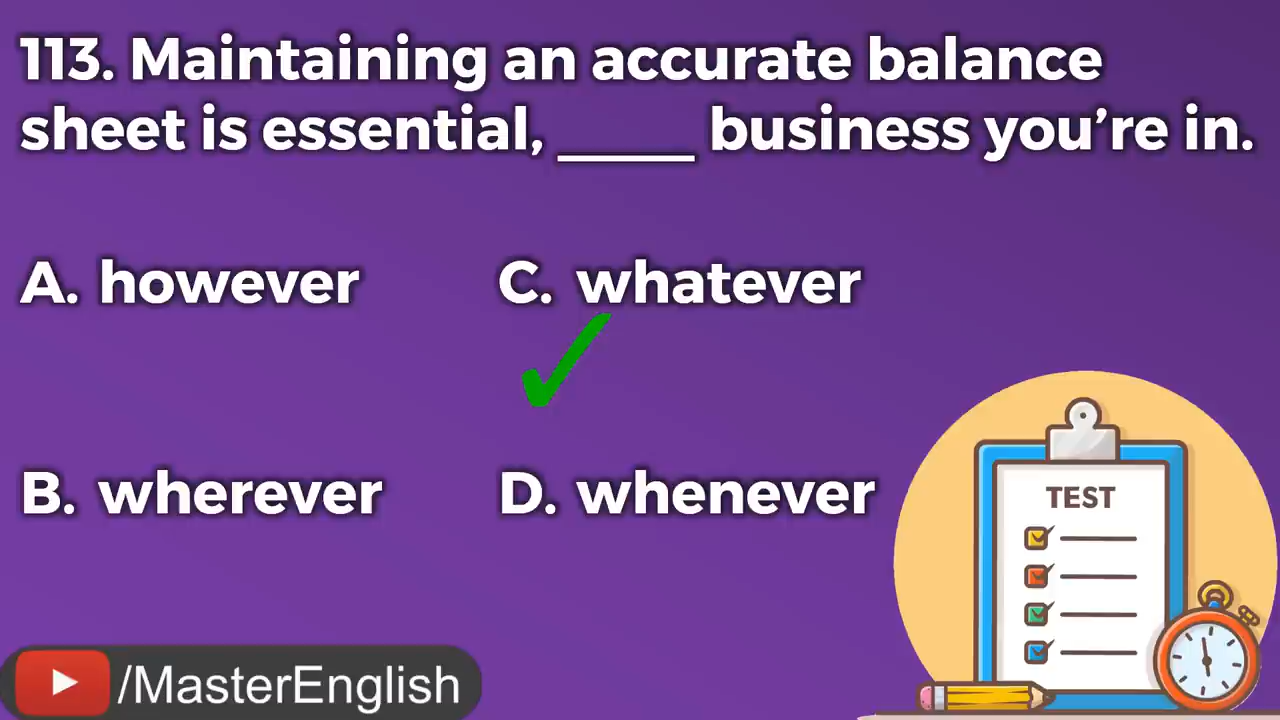 113. Maintaining an accurate balance
sheet is essential, _____ business you’re in.
A. however
C. whatever
B. wherever
D. whenever
TEST
/MasterEnglish